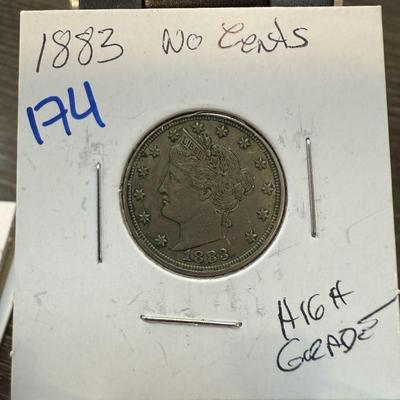 1883 No Cents
174
LIBERTY
1883
HIGH
GRADE